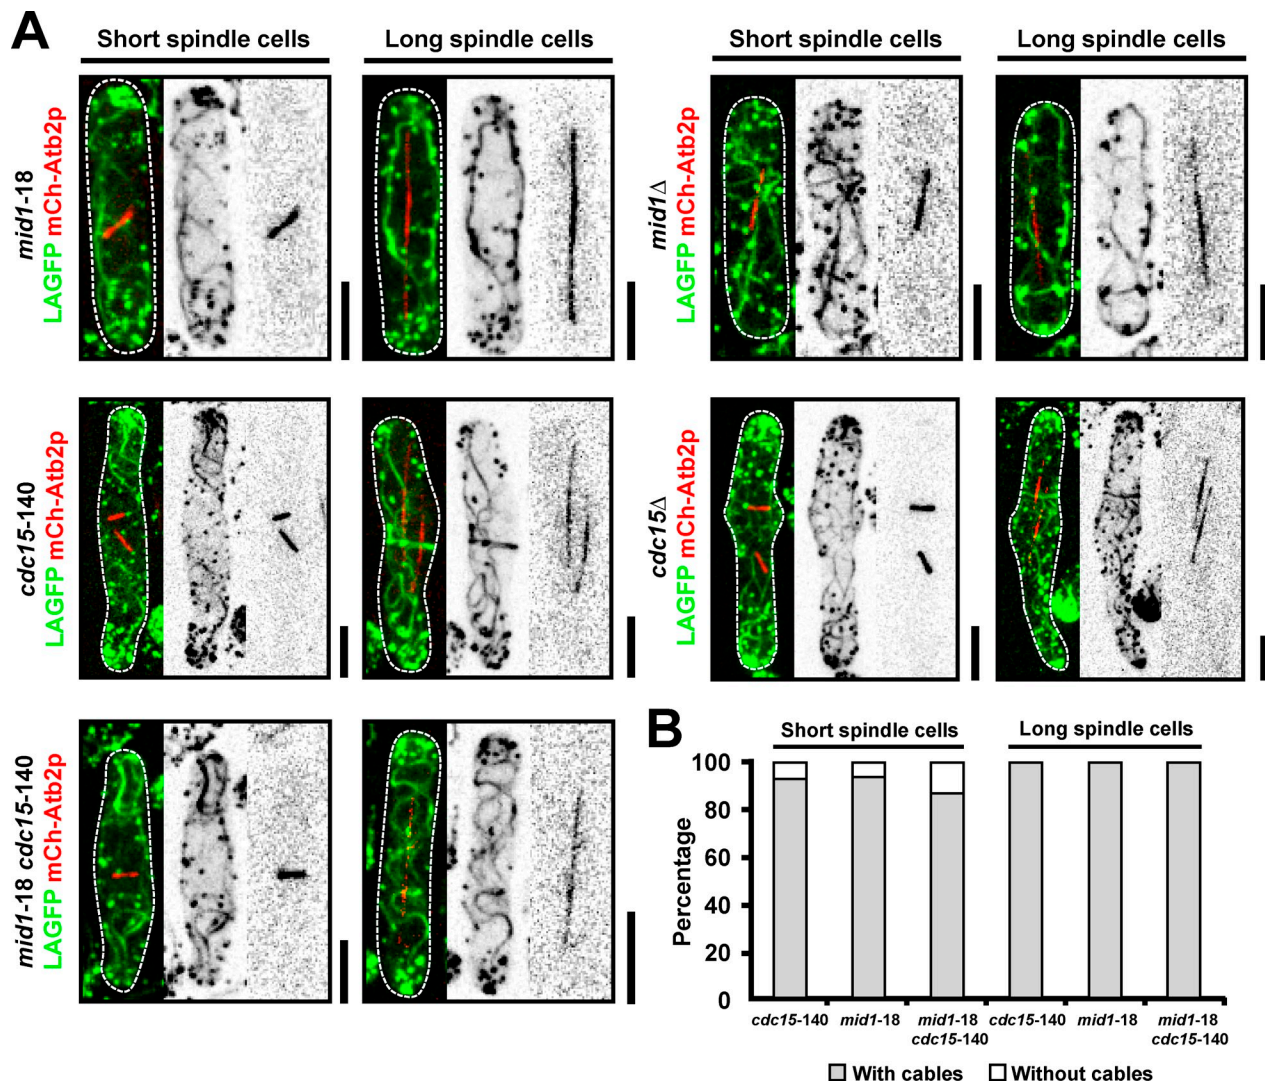 A
Short spindle cells
Long spindle cells
Short spindle cells
Long spindle cells
mid1-18
LAGFP mCh-Atb2p
mid1Δ
LAGFP mCh-Atb2p
cdc15-140
LAGFP mCh-Atb2p
cdc15Δ
LAGFP mCh-Atb2p
mid1-18 cdc15-140
LAGFP mCh-Atb2p
B
Short spindle cells
Long spindle cells
Percentage
100
80
60
40
20
0
cdc15-140
mid1-18
mid1-18
cdc15-140
cdc15-140
mid1-18
mid1-18
cdc15-140
With cables
Without cables